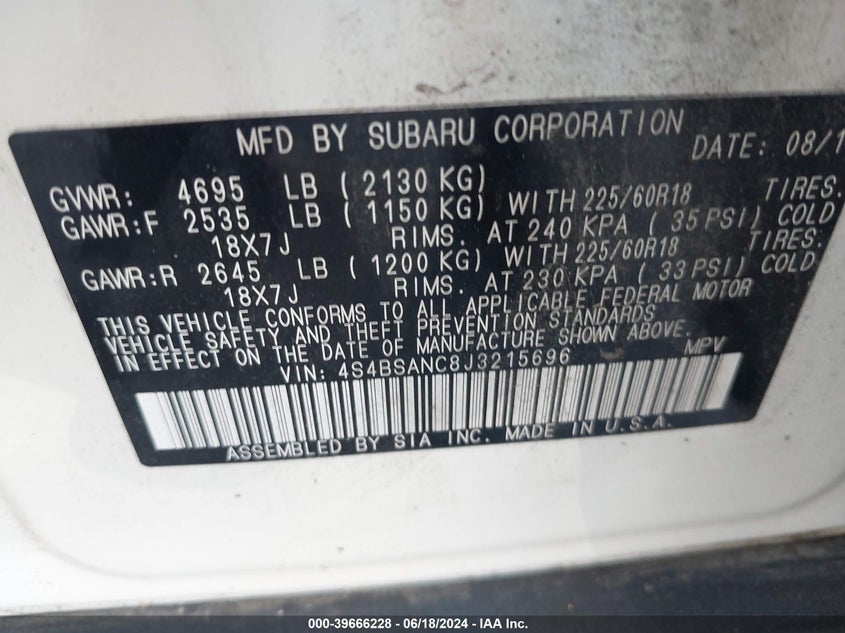 MFD BY SUBARU CORPORATION DATE: 08/1
GVWR: 4695 LB ( 2130 KG)
GAWR:F 2535 LB ( 1150 KG) WITH 225/60R18 TIRES.
18X7J RIMS. AT 240 KPA ( 35 PSI) COLD
GAWR:R 2645 LB ( 1200 KG) WITH 225/60R18 TIRES.
18X7J RIMS. AT 230 KPA ( 33 PSI) COLD
THIS VEHICLE CONFORMS TO ALL APPLICABLE FEDERAL MOTOR
VEHICLE SAFETY AND THEFT PREVENTION STANDARDS
IN EFFECT ON THE DATE OF MANUFACTURE SHOWN ABOVE.
VIN: 4S4BSANC8J3215696 MPV
ASSEMBLED BY SIA INC. MADE IN U.S.A.
000-39666228 - 06/18/2024 - IAA Inc.